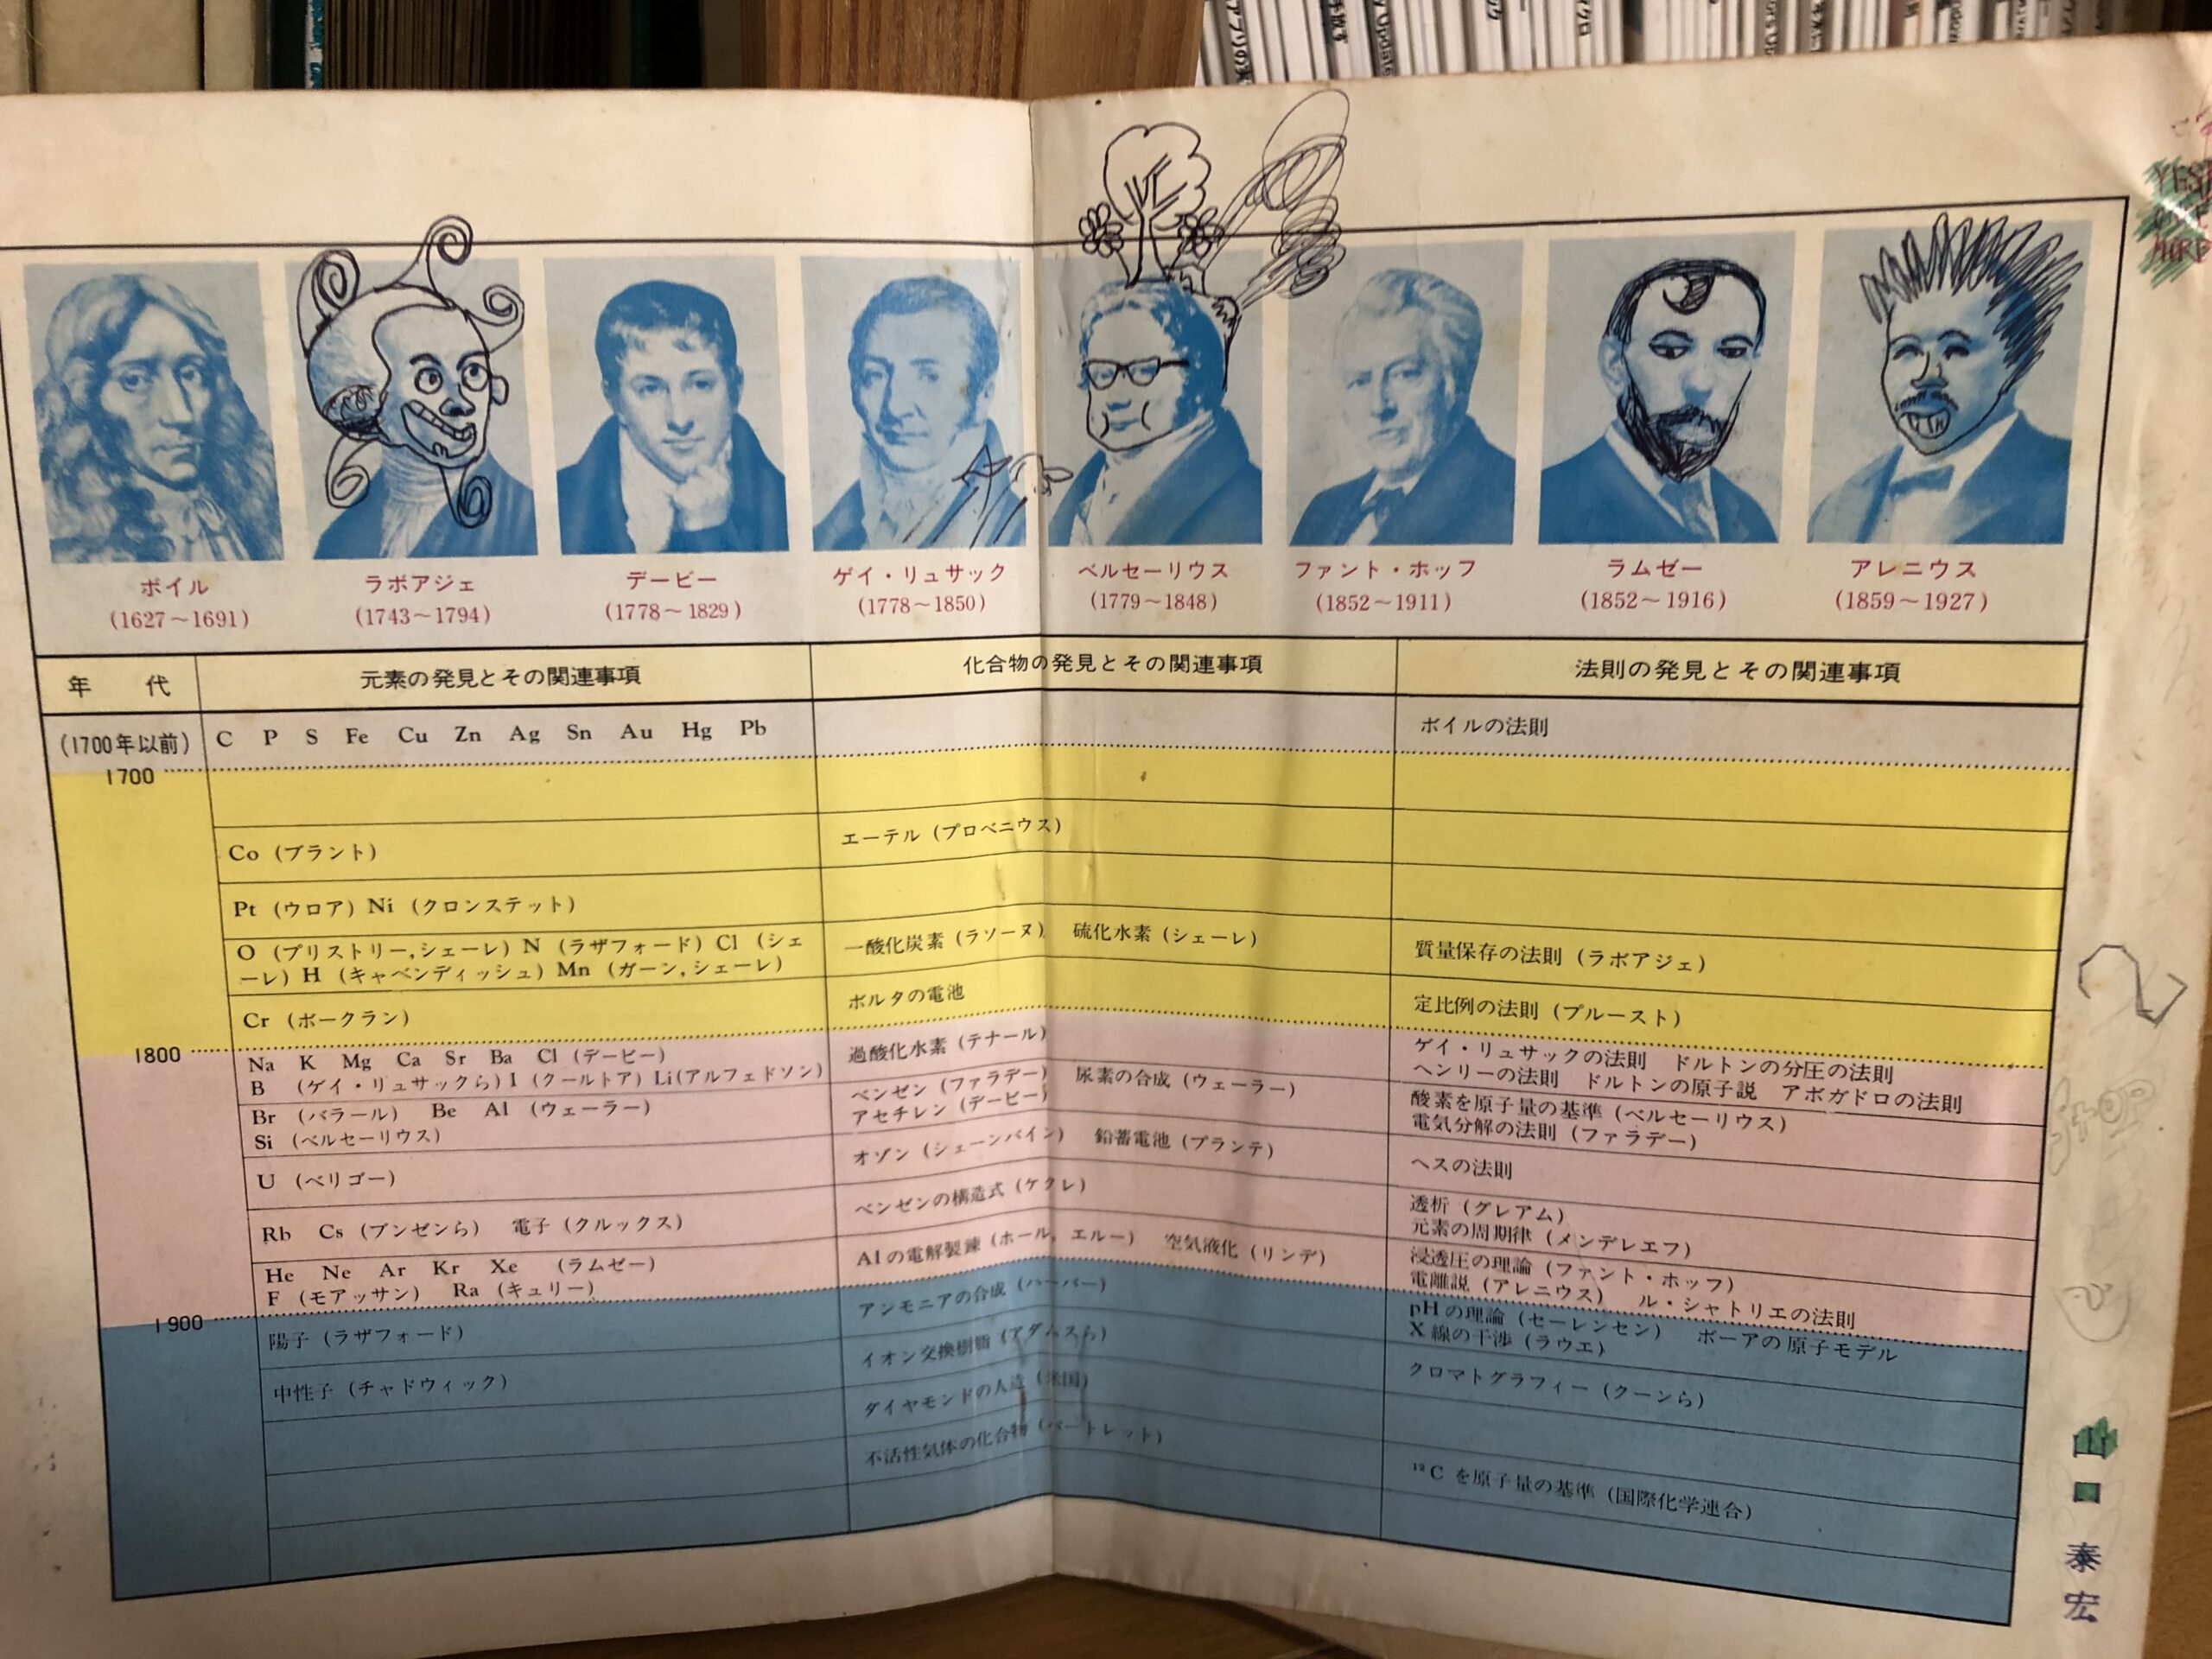 ボイル
(1627～1691)
ラボアジェ
(1743～1794)
デービー
(1778～1829)
ゲイ・リュサック
(1778～1850)
ベルセーリウス
(1779～1848)
ファント・ホッフ
(1852～1911)
ラムゼー
(1852～1916)
アレニウス
(1859～1927)
年 代
元素の発見とその関連事項
化合物の発見とその関連事項
法則の発見とその関連事項
(1700年以前)
C P S Fe Cu Zn Ag Sn Au Hg Pb
ボイルの法則
1700
Co (ブラント)
エーテル (プロベニウス)
Pt (ウロア) Ni (クロンステット)
O (プリストリー,シェーレ) N (ラザフォード) Cl (シェ
ーレ) H (キャベンディッシュ) Mn (ガーン,シェーレ)
一酸化炭素 (ラソーヌ) 硫化水素 (シェーレ)
質量保存の法則 (ラボアジェ)
Cr (ボークラン)
ボルタの電池
定比例の法則 (プルースト)
1800
Na K Mg Ca Sr Ba Cl (デービー)
B (ゲイ・リュサックら) I (クールトア) Li(アルフェドソン)
過酸化水素 (テナール)
ゲイ・リュサックの法則 ドルトンの分圧の法則
ヘンリーの法則 ドルトンの原子説 アボガドロの法則
Br (バラール) Be Al (ウェーラー)
Si (ベルセーリウス)
ベンゼン (ファラデー) 尿素の合成 (ウェーラー)
アセチレン (デービー)
酸素を原子量の基準 (ベルセーリウス)
電気分解の法則 (ファラデー)
U (ベリゴー)
オゾン (シェーンバイン) 鉛蓄電池 (プランテ)
ヘスの法則
Rb Cs (ブンゼンら) 電子 (クルックス)
ベンゼンの構造式 (ケクレ)
透析 (グレアム)
元素の周期律 (メンデレエフ)
He Ne Ar Kr Xe (ラムゼー)
F (モアッサン) Ra (キュリー)
Alの電解製錬 (ホール, エルー) 空気液化 (リンデ)
浸透圧の理論 (ファント・ホッフ)
電離説 (アレニウス) ル・シャトリエの法則
1900
陽子 (ラザフォード)
アンモニアの合成 (ハーバー)
pHの理論 (セーレンセン) ボーアの原子モデル
X線の干渉 (ラウエ)
中性子 (チャドウィック)
イオン交換樹脂 (アダムスら)
クロマトグラフィー (クーンら)
ダイヤモンドの人造 (米国)
不活性気体の化合物 (バートレット)
¹²C を原子量の基準 (国際化学連合)
STOP
山口泰宏